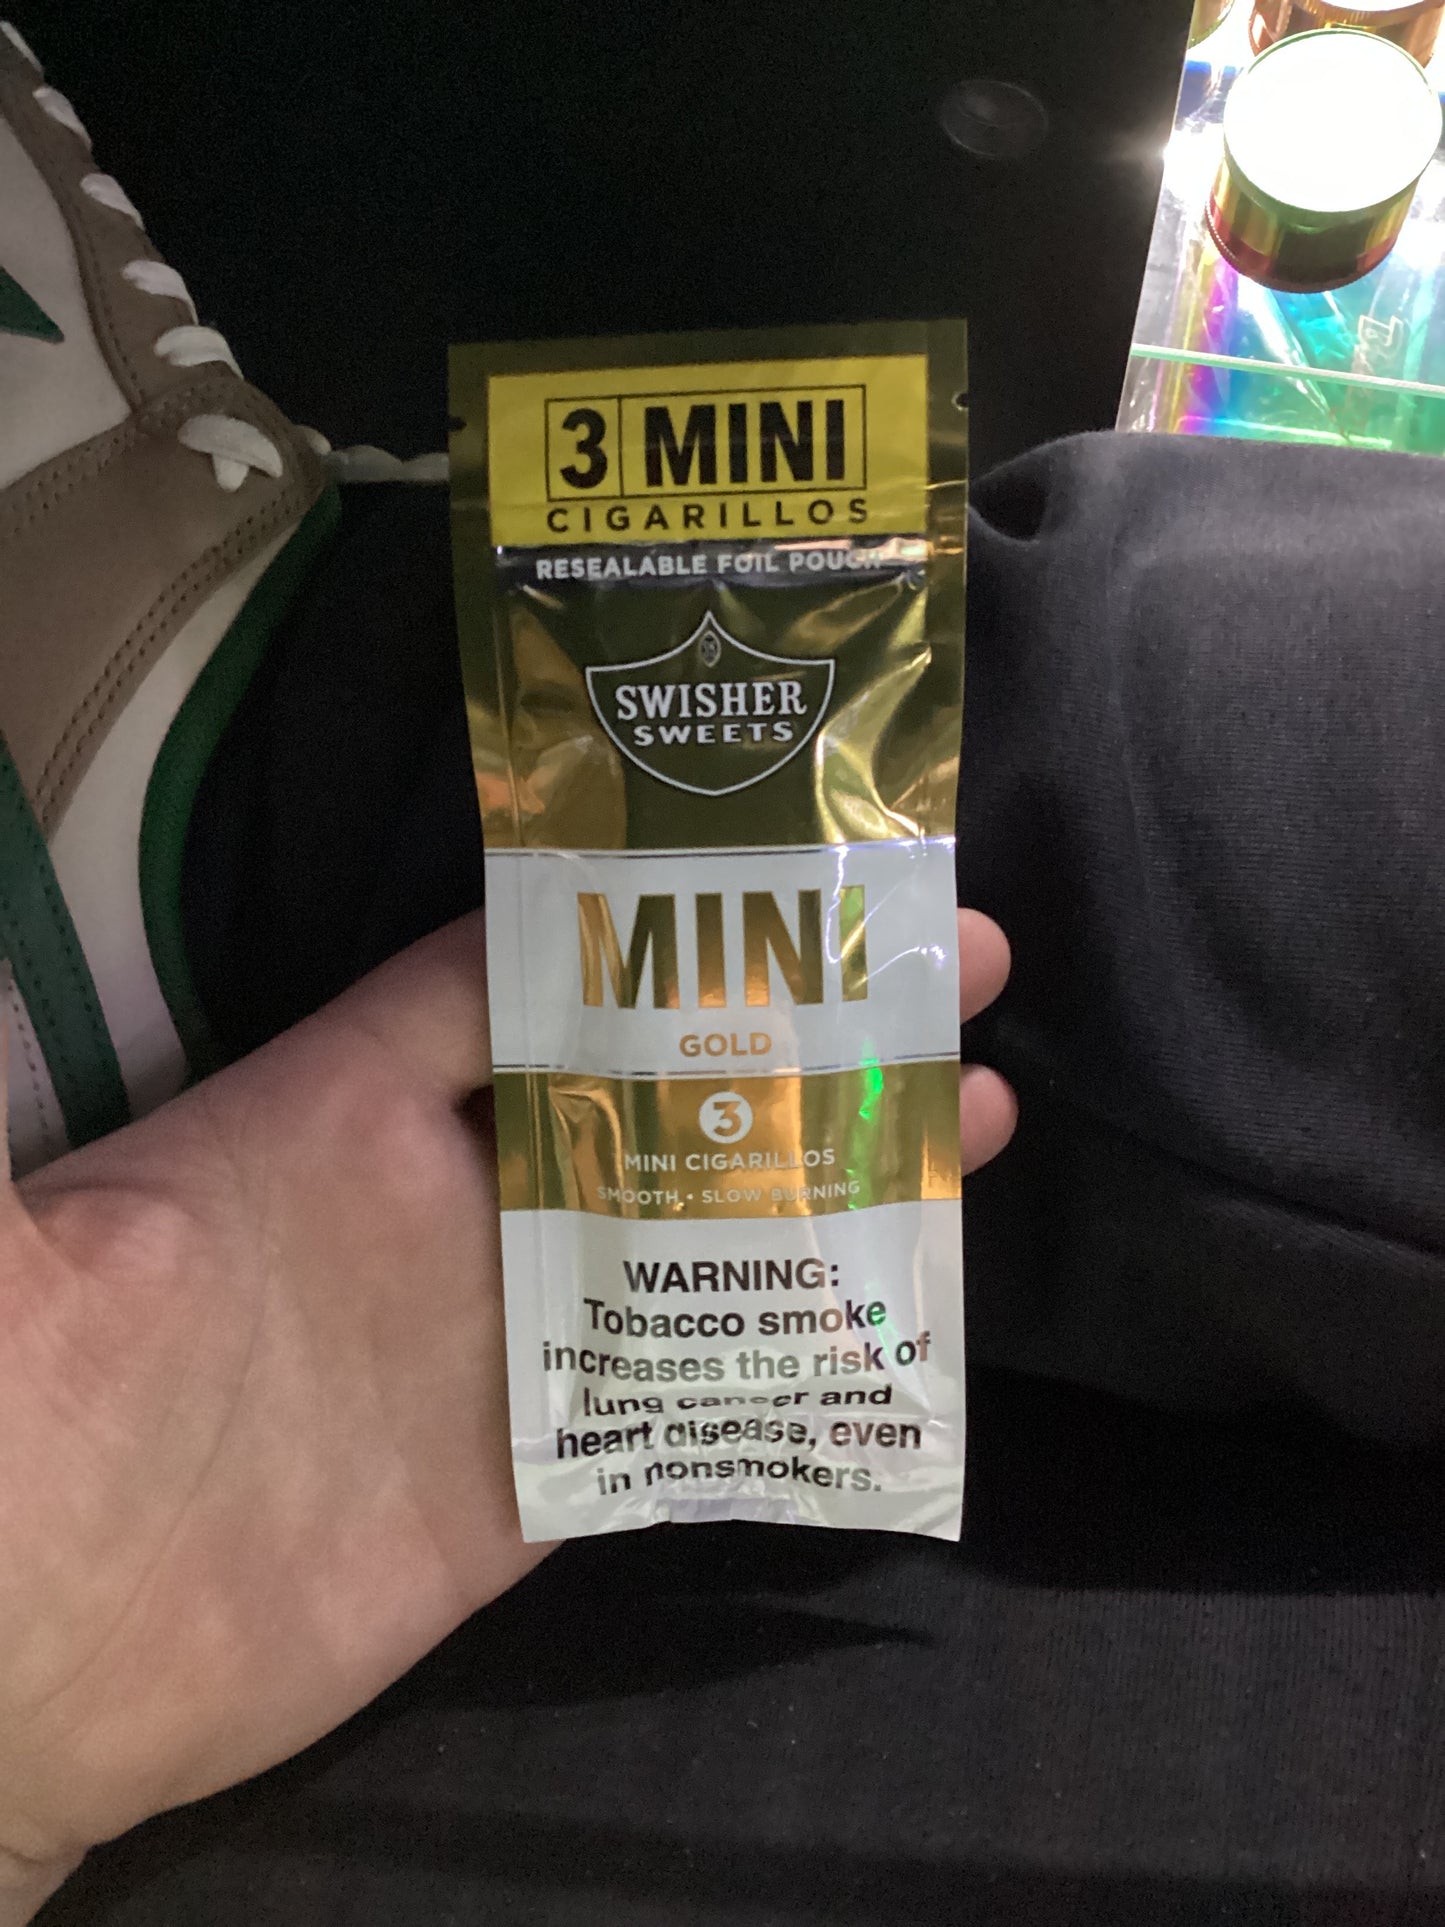 3 MINI
CIGARILLOS
RESEALABLE FOIL POUCH
SWISHER
SWEETS
MINI
GOLD
3
MINI CIGARILLOS
SMOOTH • SLOW BURNING
WARNING:
Tobacco smoke
increases the risk of
lung cancer and
heart disease, even
in nonsmokers.